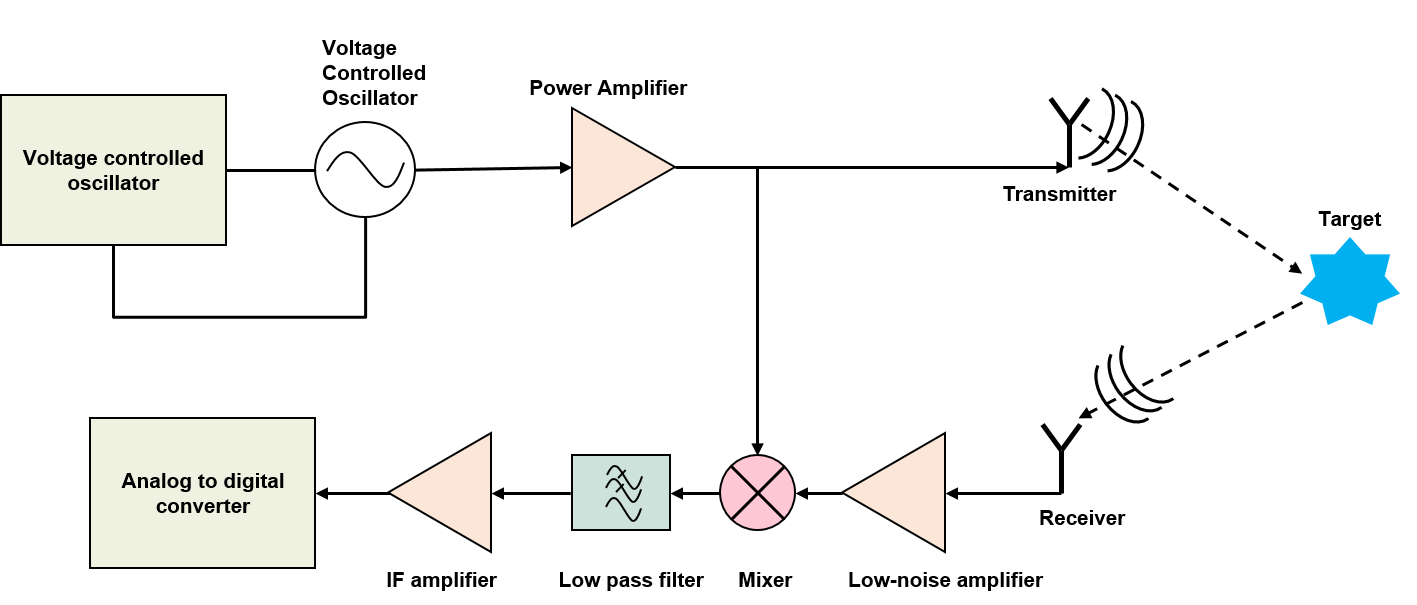 Voltage
Controlled
Oscillator
Power Amplifier
Voltage controlled
oscillator
Transmitter
Target
Analog to digital
converter
Receiver
IF amplifier
Low pass filter
Mixer
Low-noise amplifier